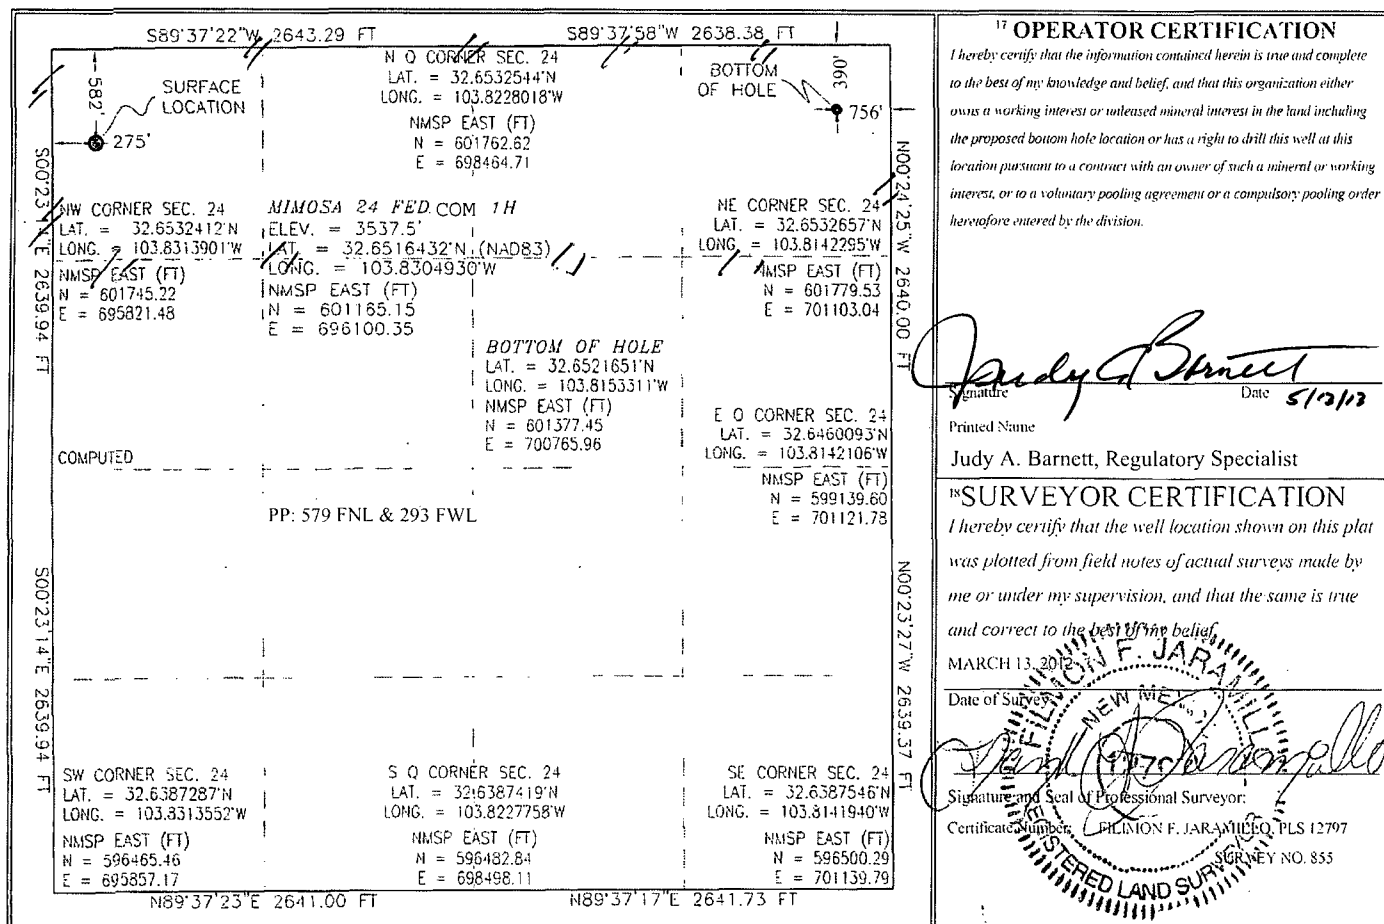 S89°37'22"W 2643.29 FT
S89°37'58"W 2638.38 FT
582'
SURFACE
LOCATION
275'
N Q CORNER SEC. 24
LAT. = 32.6532544°N
LONG. = 103.8228018°W
NMSP EAST (FT)
N = 601762.62
E = 698464.71
BOTTOM
OF HOLE
390'
756'
NW CORNER SEC. 24
LAT. = 32.6532412°N
LONG. = 103.8313901°W
NMSP EAST (FT)
N = 601745.22
E = 695821.48
MIMOSA 24 FED. COM 1H
ELEV. = 3537.5'
LAT. = 32.6516432°N (NAD83)
LONG. = 103.8304930°W
NMSP EAST (FT)
N = 601165.15
E = 696100.35
NE CORNER SEC. 24
LAT. = 32.6532657°N
LONG. = 103.8142295°W
NMSP EAST (FT)
N = 601779.53
E = 701103.04
BOTTOM OF HOLE
LAT. = 32.6521651°N
LONG. = 103.8153311°W
NMSP EAST (FT)
N = 601377.45
E = 700765.96
E Q CORNER SEC. 24
LAT. = 32.6460093°N
LONG. = 103.8142106°W
NMSP EAST (FT)
N = 599139.60
E = 701121.78
COMPUTED
PP: 579 FNL & 293 FWL
2639.94 FT
N00°24'25"W 2640.00 FT
S00°23'14"E 2639.94 FT
N00°23'27"W 2639.37 FT
SW CORNER SEC. 24
LAT. = 32.6387287°N
LONG. = 103.8313552°W
NMSP EAST (FT)
N = 596465.46
E = 695857.17
S Q CORNER SEC. 24
LAT. = 32.6387419°N
LONG. = 103.8227758°W
NMSP EAST (FT)
N = 596482.84
E = 698498.11
SE CORNER SEC. 24
LAT. = 32.6387546°N
LONG. = 103.8141940°W
NMSP EAST (FT)
N = 596500.29
E = 701139.79
N89°37'23"E 2641.00 FT
N89°37'17"E 2641.73 FT
17 OPERATOR CERTIFICATION
I hereby certify that the information contained herein is true and complete
to the best of my knowledge and belief, and that this organization either
owns a working interest or unleased mineral interest in the land including
the proposed bottom hole location or has a right to drill this well at this
location pursuant to a contract with an owner of such a mineral or working
interest, or to a voluntary pooling agreement or a compulsory pooling order
heretofore entered by the division.
Judy A Barnett
Signature
Date 5/13/13
Printed Name
Judy A. Barnett, Regulatory Specialist
18 SURVEYOR CERTIFICATION
I hereby certify that the well location shown on this plat
was plotted from field notes of actual surveys made by
me or under my supervision, and that the same is true
and correct to the best of my belief.
MARCH 13, 2012
Date of Survey
FILIMON F. JARAMILLO
NEW
REGISTERED LAND SURVEYOR
Signature and Seal of Professional Surveyor:
Certificate Number: FILIMON F. JARAMILLO, PLS 12797
SURVEY NO. 855